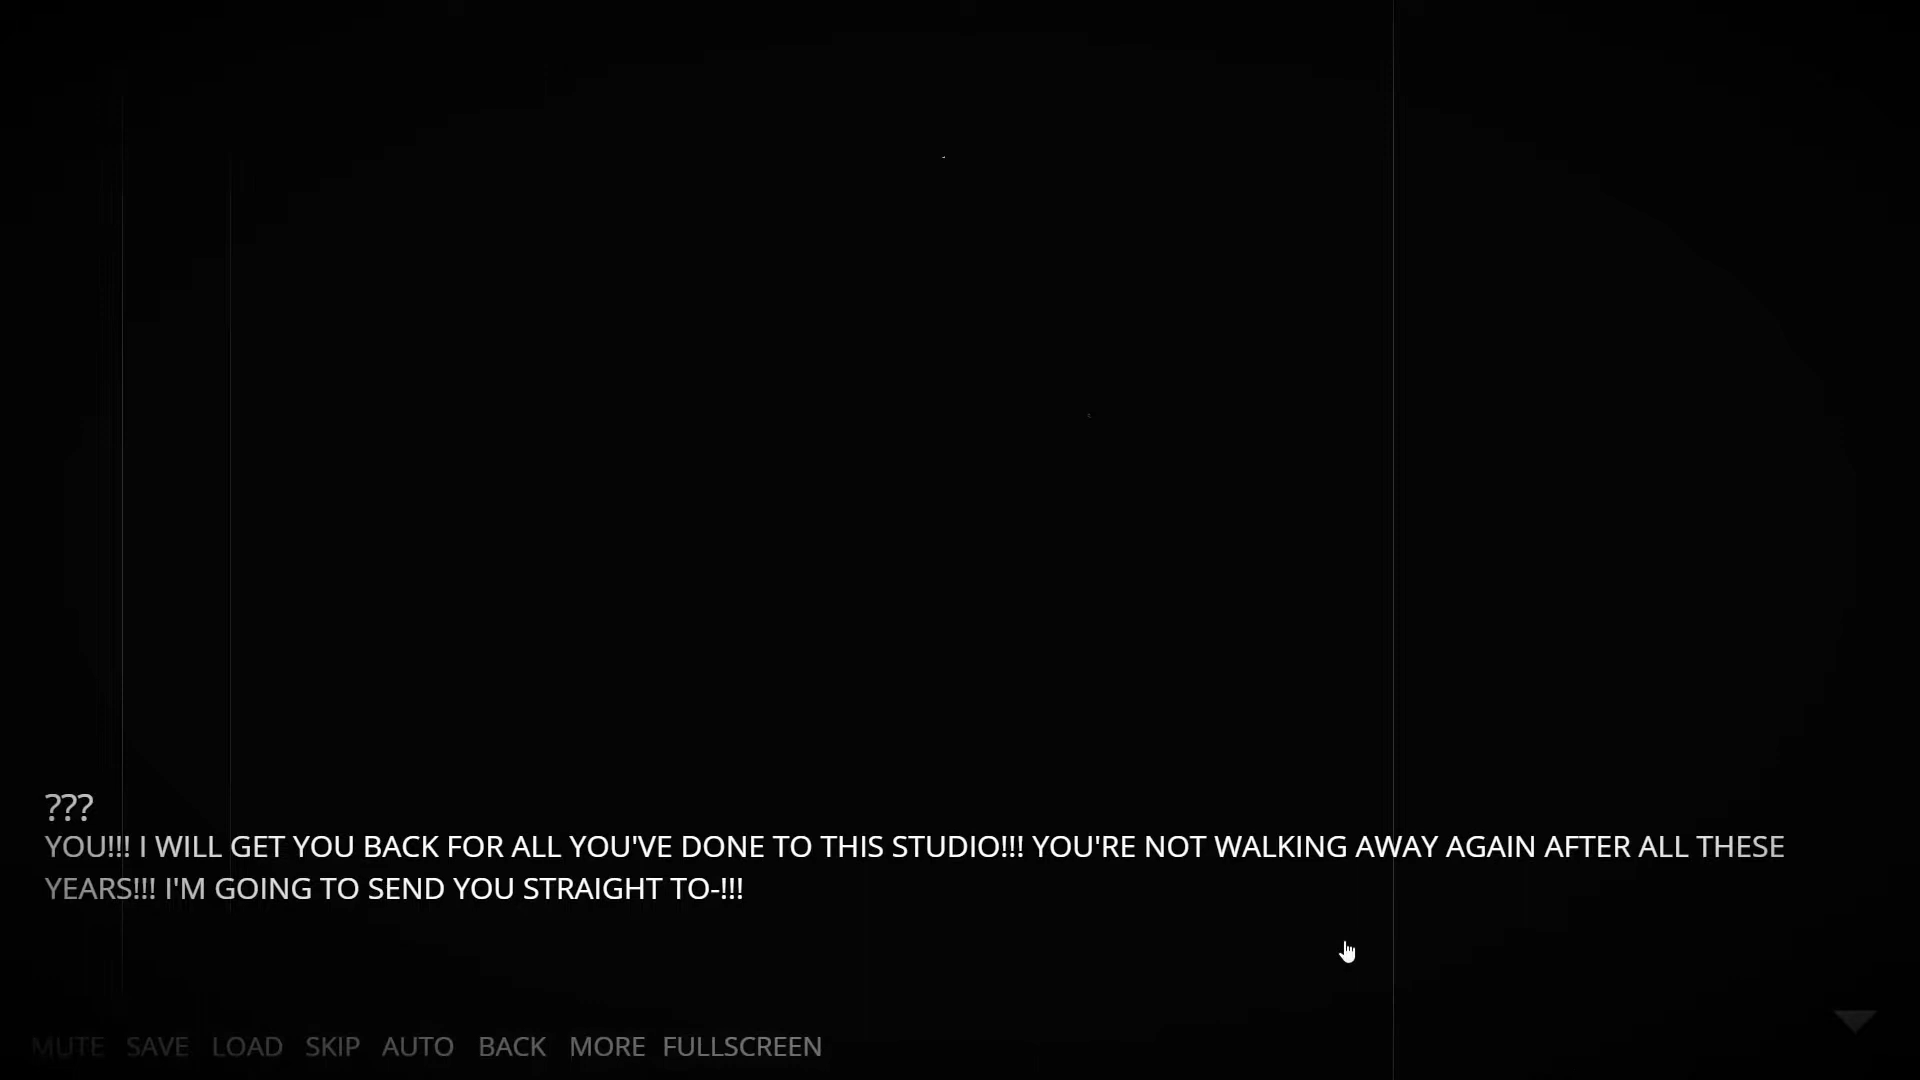 ???
YOU!!! I WILL GET YOU BACK FOR ALL YOU'VE DONE TO THIS STUDIO!!! YOU'RE NOT WALKING AWAY AGAIN AFTER ALL THESE
YEARS!!! I'M GOING TO SEND YOU STRAIGHT TO-!!!
MUTE SAVE LOAD SKIP AUTO BACK MORE FULLSCREEN